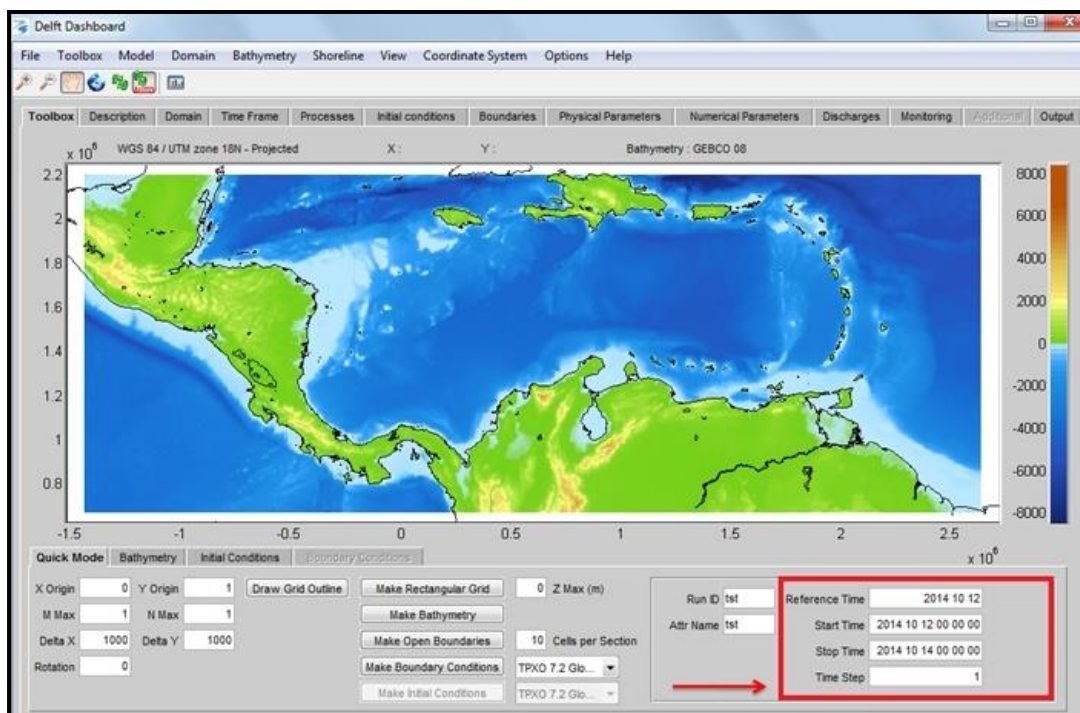 Delft Dashboard
File Toolbox Model Domain Bathymetry Shoreline View Coordinate System Options Help
Toolbox Description Domain Time Frame Processes Initial conditions Boundaries Physical Parameters Numerical Parameters Discharges Monitoring Additional Output
x 10^6 WGS 84 / UTM zone 18N - Projected X : Y : Bathymetry : GEBCO 08
2.2
2
1.8
1.6
1.4
1.2
1
0.8
8000
6000
4000
2000
0
-2000
-4000
-6000
-8000
-1.5 -1 -0.5 0 0.5 1 1.5 2 2.5
x 10^6
Quick Mode Bathymetry Initial Conditions Boundary Conditions
X Origin 0 Y Origin 1 Draw Grid Outline Make Rectangular Grid 0 Z Max (m)
M Max 1 N Max 1 Make Bathymetry
Delta X 1000 Delta Y 1000 Make Open Boundaries 10 Cells per Section
Rotation 0 Make Boundary Conditions TPXO 7.2 Glo...
Make Initial Conditions TPXO 7.2 Glo...
Run ID tst
Attr Name tst
Reference Time 2014 10 12
Start Time 2014 10 12 00 00 00
Stop Time 2014 10 14 00 00 00
Time Step 1